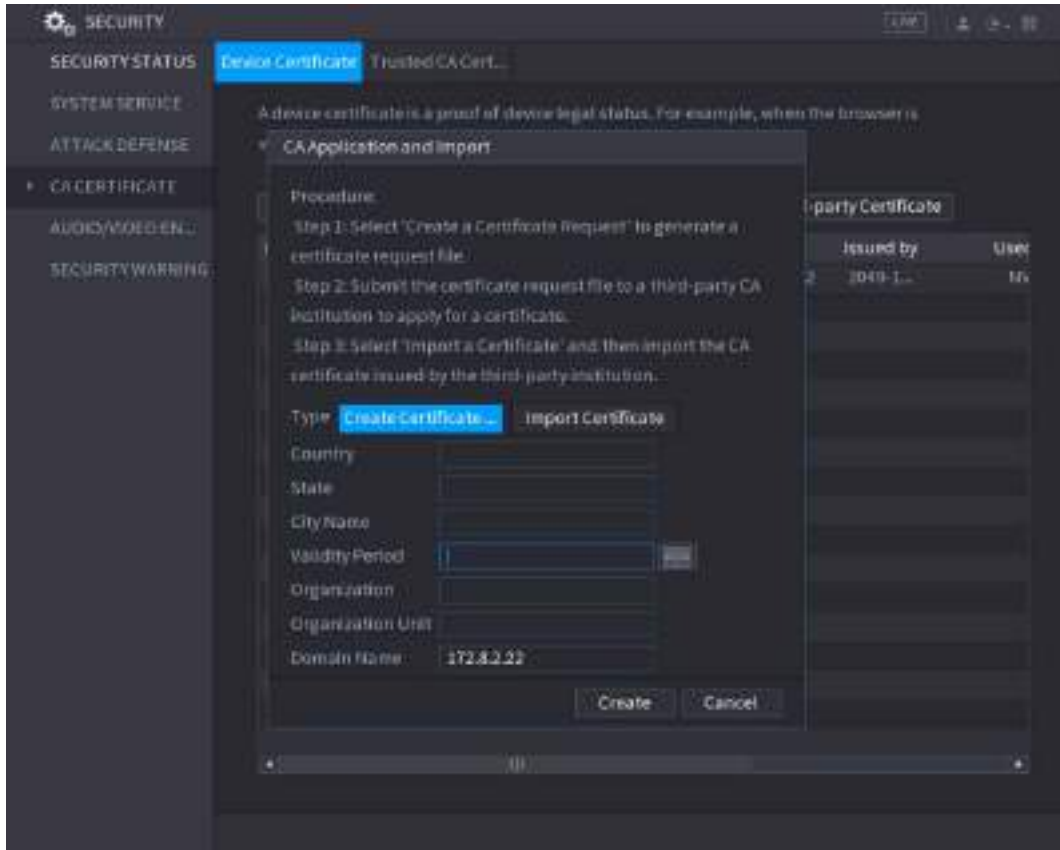 SECURITY
LIVE
SECURITY STATUS
Device Certificate
Trusted CA Cert...
SYSTEM SERVICE
A device certificate is a proof of device legal status. For example, when the browser is
ATTACK DEFENSE
CA Application and Import
CA CERTIFICATE
Procedure:
-party Certificate
Step 1: Select 'Create a Certificate Request' to generate a
AUDIO/VIDEO EN...
certificate request file.
Issued by
SECURITY WARNING
Step 2: Submit the certificate request file to a third-party CA
2049-1...
institution to apply for a certificate.
Step 3: Select 'Import a Certificate' and then import the CA
certificate issued by the third-party institution.
Type
Create Certificate ...
Import Certificate
Country
State
City Name
Validity Period
Organization
Organization Unit
Domain Name
172.8.2.22
Create
Cancel